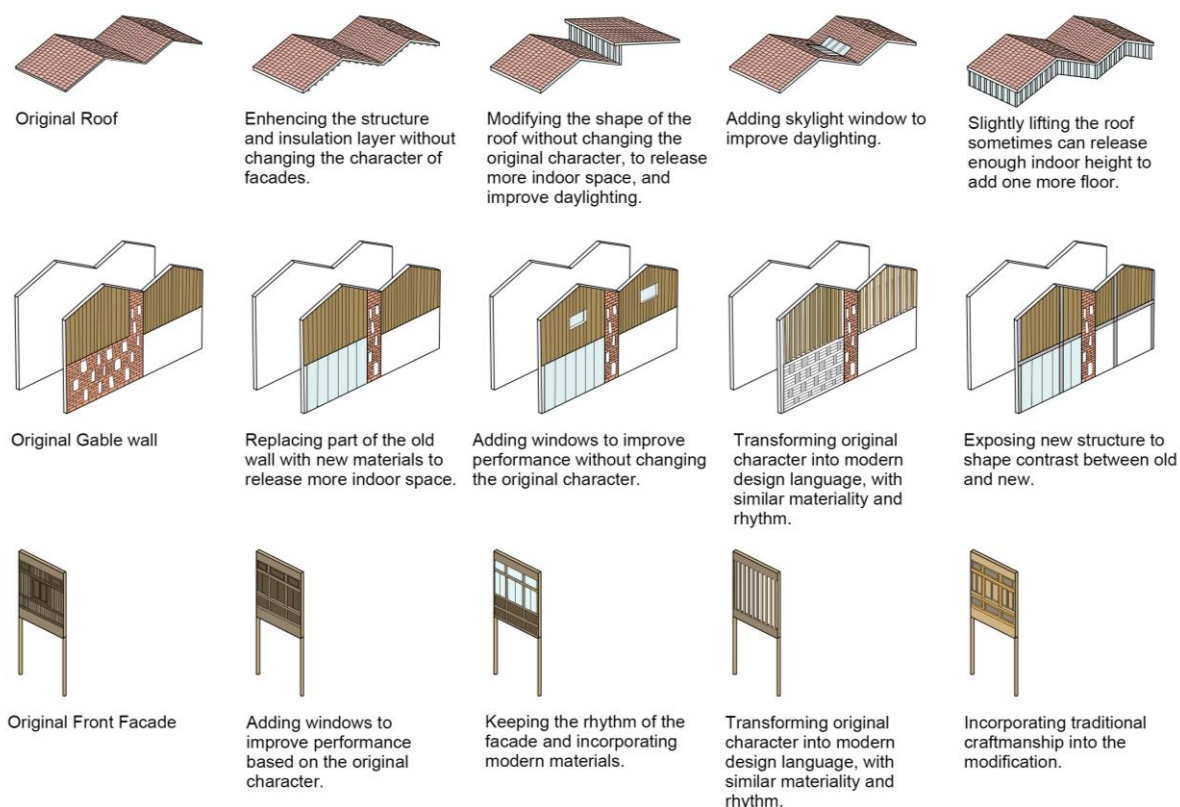 Original Roof
Enhencing the structure
and insulation layer without
changing the character of
facades.
Modifying the shape of the
roof without changing the
original character, to release
more indoor space, and
improve daylighting.
Adding skylight window to
improve daylighting.
Slightly lifting the roof
sometimes can release
enough indoor height to
add one more floor.
Original Gable wall
Replacing part of the old
wall with new materials to
release more indoor space.
Adding windows to improve
performance without changing
the original character.
Transforming original
character into modern
design language, with
similar materiality and
rhythm.
Exposing new structure to
shape contrast between old
and new.
Original Front Facade
Adding windows to
improve performance
based on the original
character.
Keeping the rhythm of the
facade and incorporating
modern materials.
Transforming original
character into modern
design language, with
similar materiality and
rhythm.
Incorporating traditional
craftmanship into the
modification.